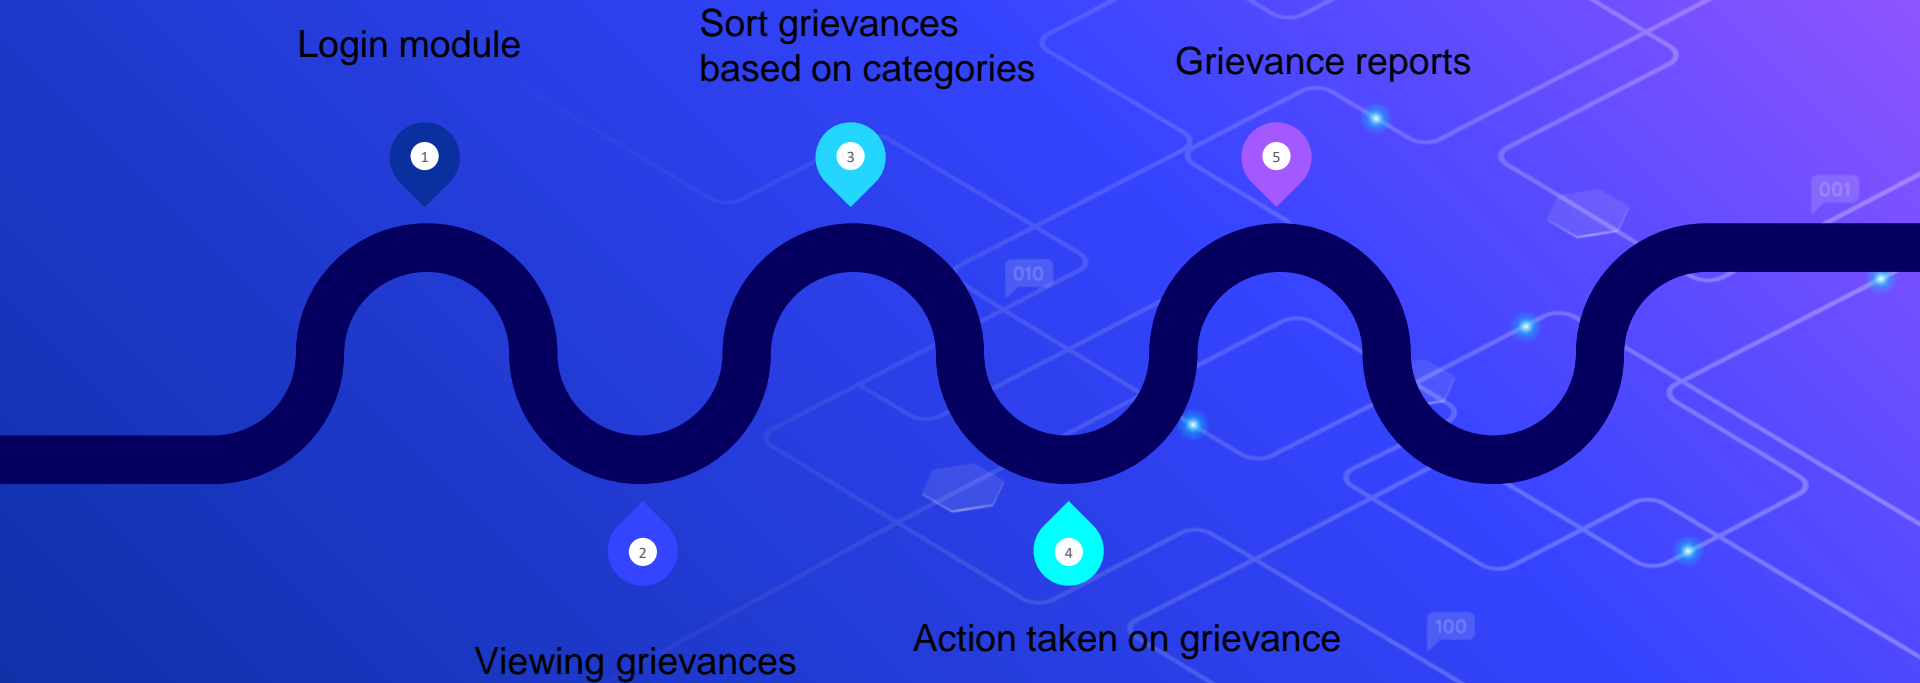 Login module
1
Viewing grievances
2
Sort grievances
based on categories
3
Action taken on grievance
4
Grievance reports
5
010
001
100